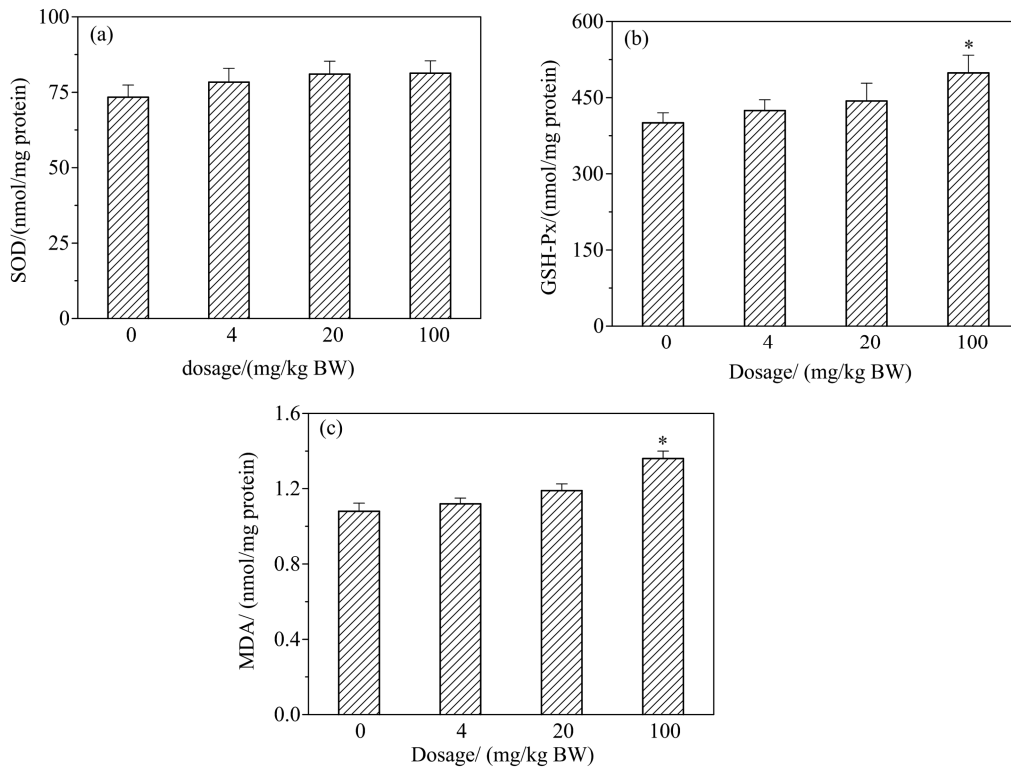 (a)
100
75
50
25
0
SOD/(nmol/mg protein)
0 4 20 100
dosage/(mg/kg BW)
(b)
600
450
300
150
0
GSH-Px/(nmol/mg protein)
*
0 4 20 100
Dosage/ (mg/kg BW)
(c)
1.6
1.2
0.8
0.4
0.0
MDA/ (nmol/mg protein)
*
0 4 20 100
Dosage/ (mg/kg BW)